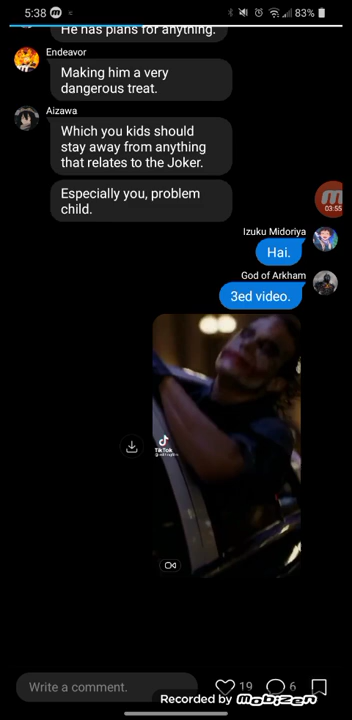 5:38
83%
He has plans for anything.
Endeavor
Making him a very
dangerous treat.
Aizawa
Which you kids should
stay away from anything
that relates to the Joker.
Especially you, problem
child.
03:55
Izuku Midoriya
Hai.
God of Arkham
3ed video.
TikTok
Write a comment.
19
6
Recorded by MOBIZEN